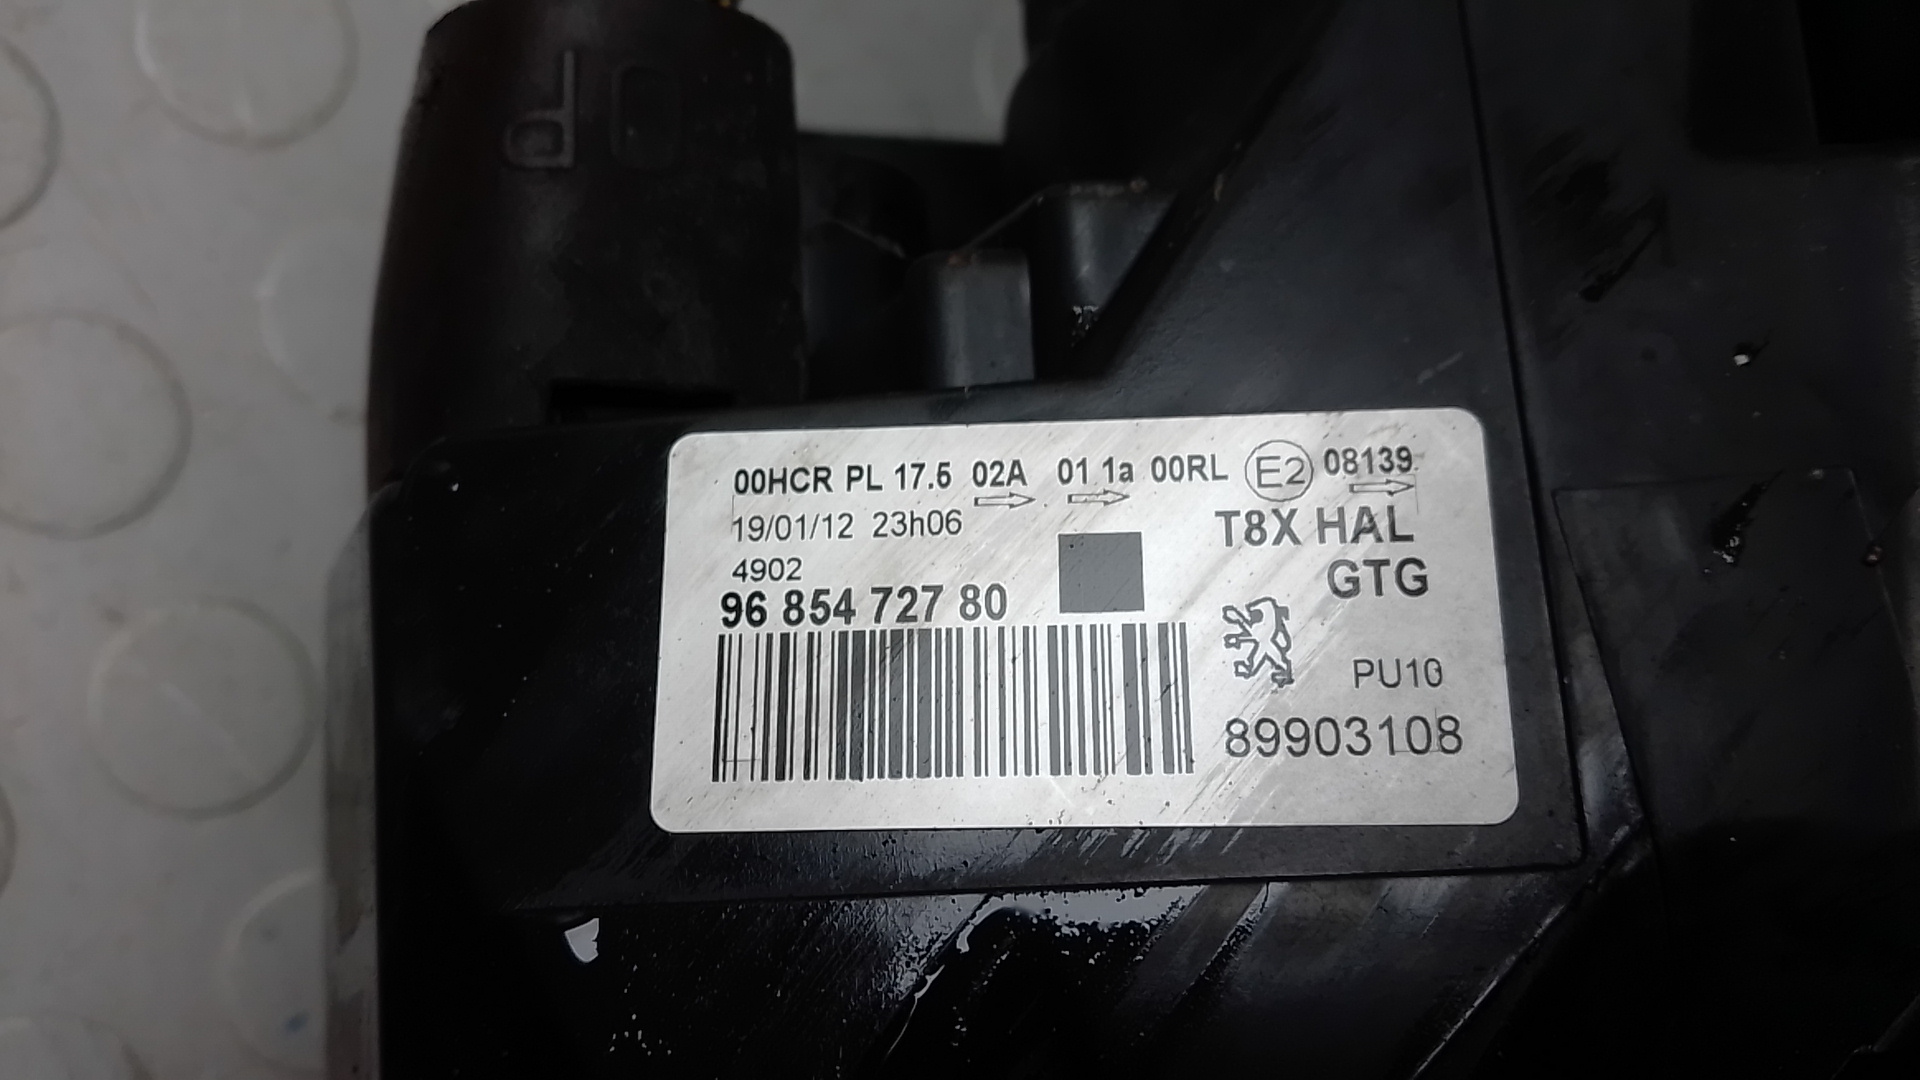 00HCR PL 17.5 02A 01 1a 00RL E2 08139
19/01/12 23h06
T8X HAL
4902
GTG
96 854 727 80
PU10
89903108